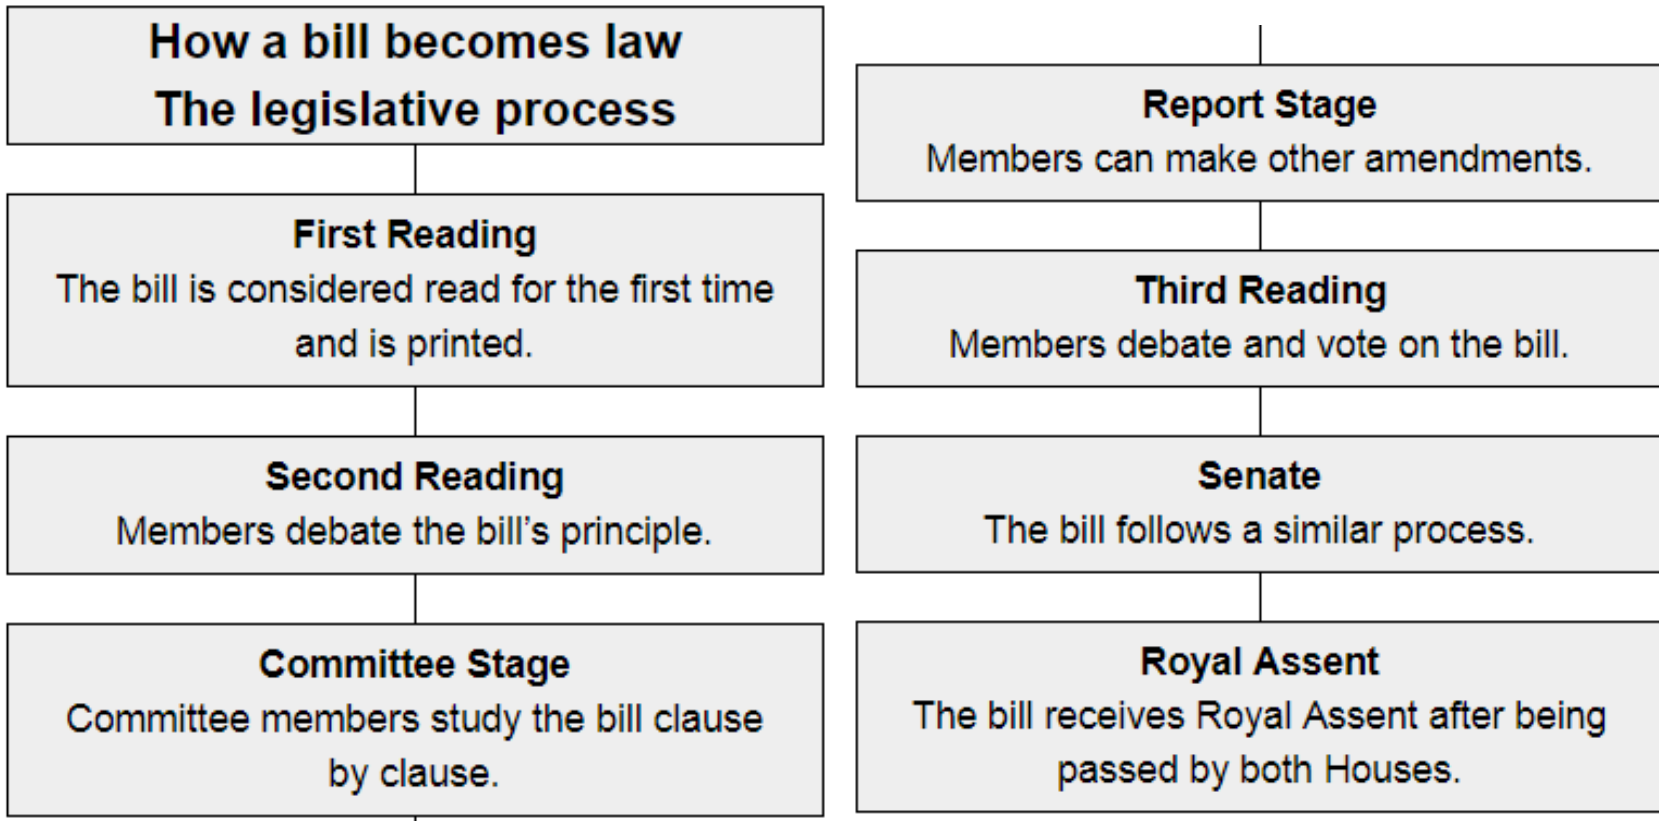 How a bill becomes law
The legislative process
First Reading
The bill is considered read for the first time
and is printed.
Second Reading
Members debate the bill’s principle.
Committee Stage
Committee members study the bill clause
by clause.
Report Stage
Members can make other amendments.
Third Reading
Members debate and vote on the bill.
Senate
The bill follows a similar process.
Royal Assent
The bill receives Royal Assent after being
passed by both Houses.